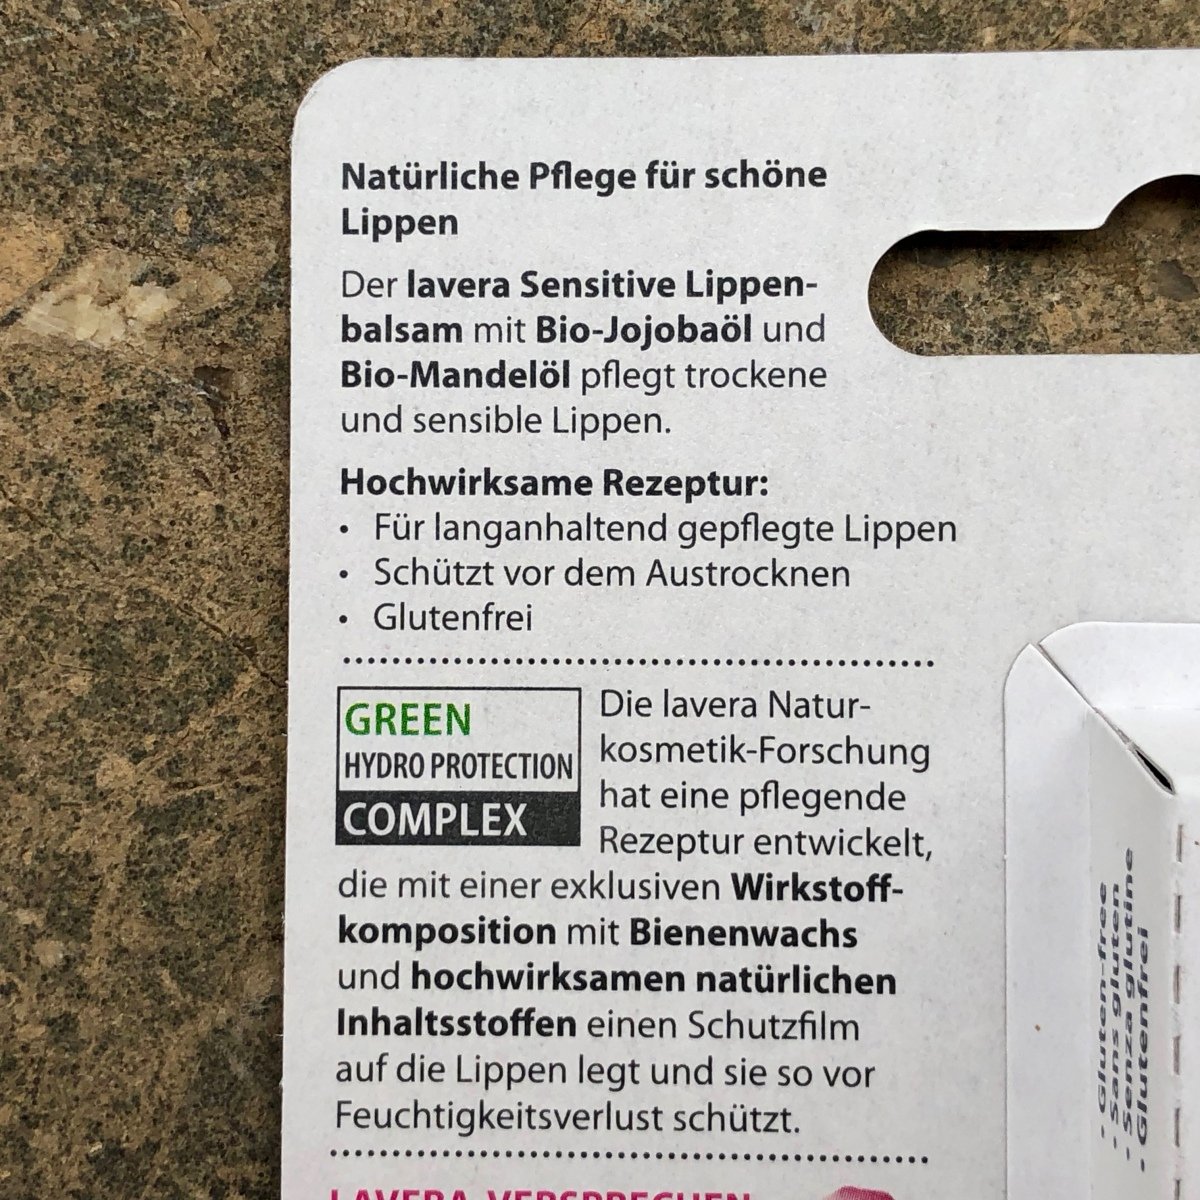 Natürliche Pflege für schöne
Lippen
Der lavera Sensitive Lippen-
balsam mit Bio-Jojobaöl und
Bio-Mandelöl pflegt trockene
und sensible Lippen.
Hochwirksame Rezeptur:
• Für langanhaltend gepflegte Lippen
• Schützt vor dem Austrocknen
• Glutenfrei
GREEN
HYDRO PROTECTION
COMPLEX
Die lavera Natur-
kosmetik-Forschung
hat eine pflegende
Rezeptur entwickelt,
die mit einer exklusiven Wirkstoff-
komposition mit Bienenwachs
und hochwirksamen natürlichen
Inhaltsstoffen einen Schutzfilm
auf die Lippen legt und sie so vor
Feuchtigkeitsverlust schützt.
LAVERA-VERSPRECHEN
· Gluten-free
· Sans gluten
· Senza glutine
· Glutenfrei